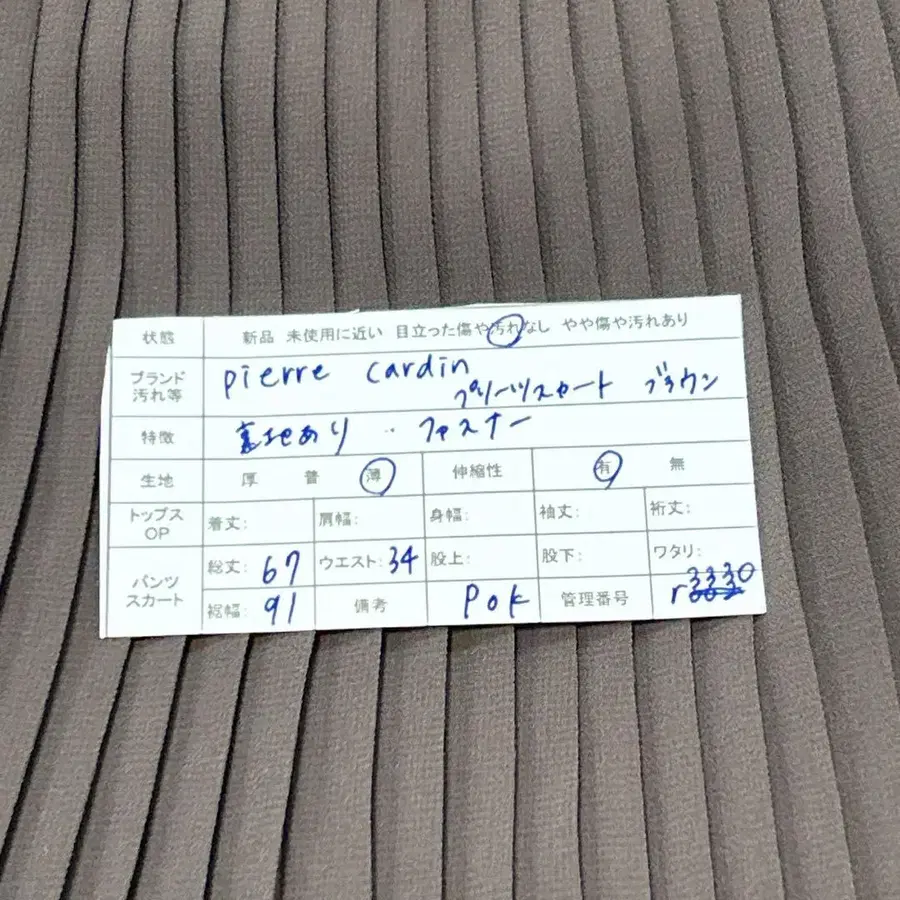 状態 新品 未使用に近い 目立った傷や汚れなし やや傷や汚れあり
ブランド汚れ等 pierre cardin
プリーツスカート ブラウン
特徴 裏地あり ・ ファスナー
生地 厚 普 薄 伸縮性 有 無
トップスOP 着丈: 肩幅: 身幅: 袖丈: 裄丈:
パンツスカート 総丈: 67 ウエスト: 34 股上: 股下: ワタリ:
裾幅: 91 備考 Pok 管理番号 r3330